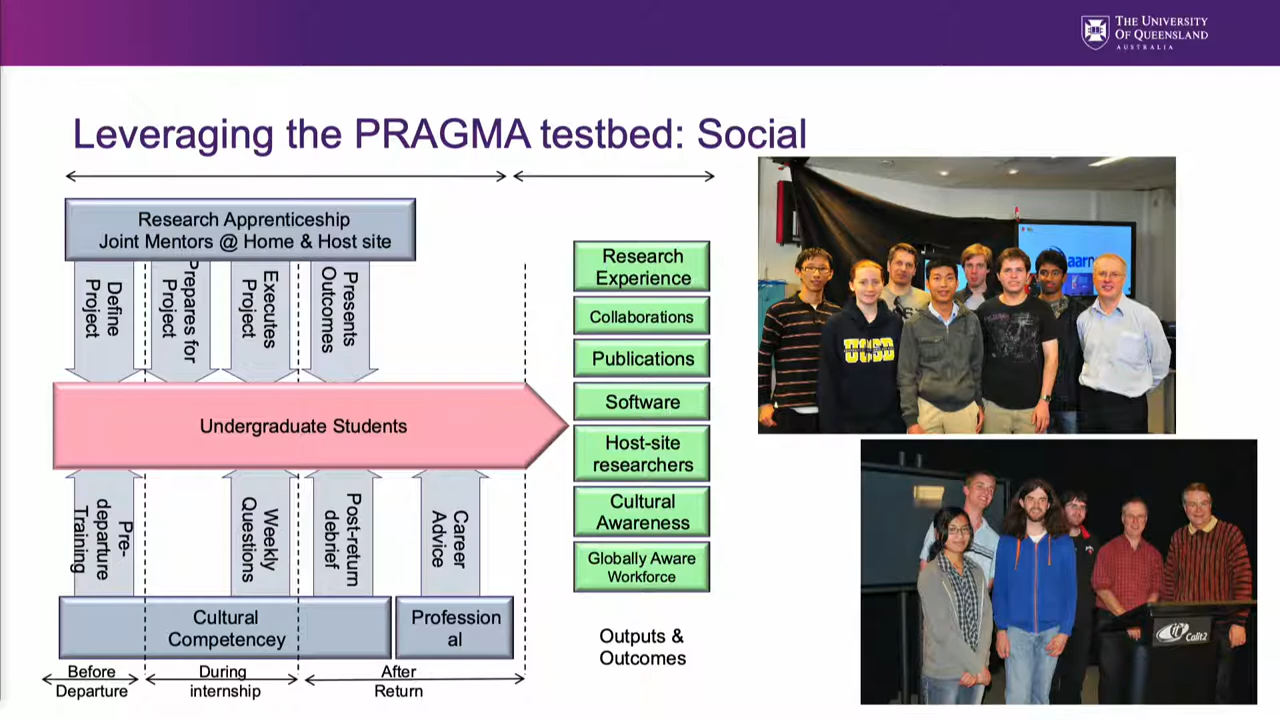 THE UNIVERSITY
OF QUEENSLAND
AUSTRALIA
Leveraging the PRAGMA testbed: Social
Research Apprenticeship
Joint Mentors @ Home & Host site
Define
Project
Prepares for
Project
Executes
Project
Presents
Outcomes
Undergraduate Students
Pre-
departure
Training
Weekly
Questions
Post-return
debrief
Career
Advice
Cultural
Competencey
Profession
al
Before
Departure
During
internship
After
Return
Research
Experience
Collaborations
Publications
Software
Host-site
researchers
Cultural
Awareness
Globally Aware
Workforce
Outputs &
Outcomes
aarn
UCSD
Calit2